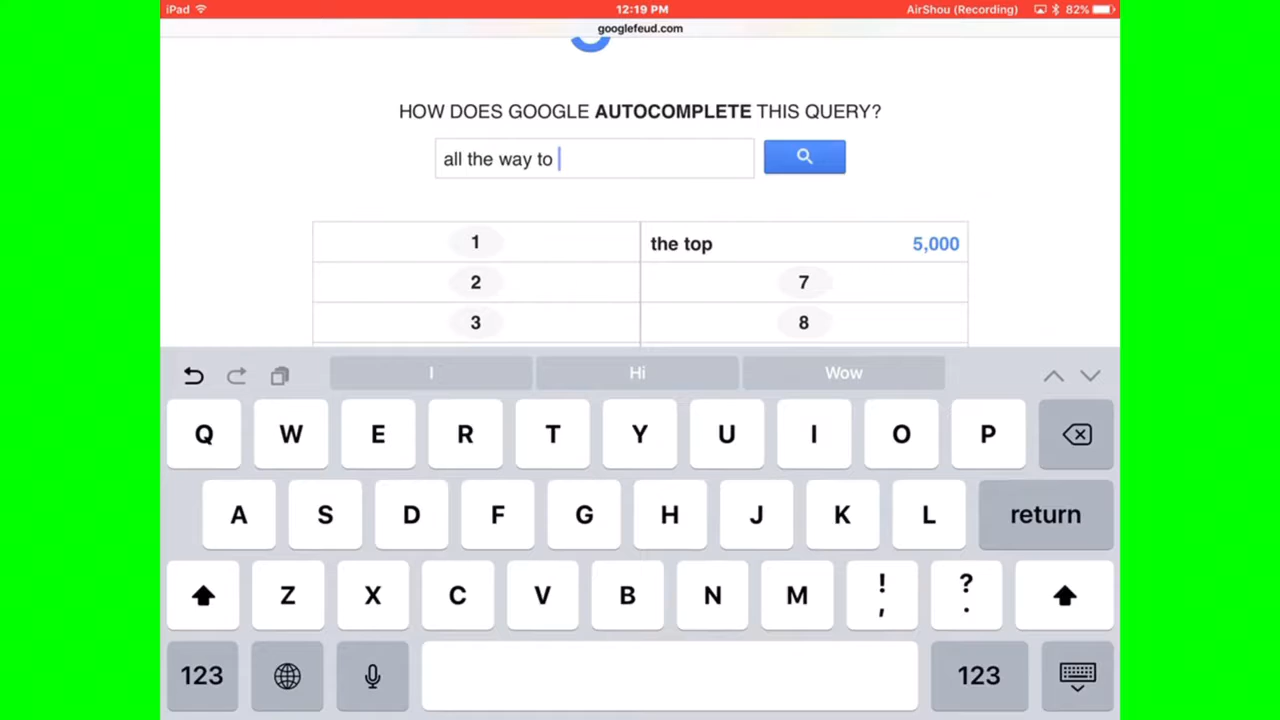 iPad 12:19 PM AirShou (Recording) 82%
googlefeud.com
HOW DOES GOOGLE AUTOCOMPLETE THIS QUERY?
all the way to
1 the top 5,000
2 7
3 8
I Hi Wow
Q W E R T Y U I O P
A S D F G H J K L return
Z X C V B N M ! , ? .
123 123